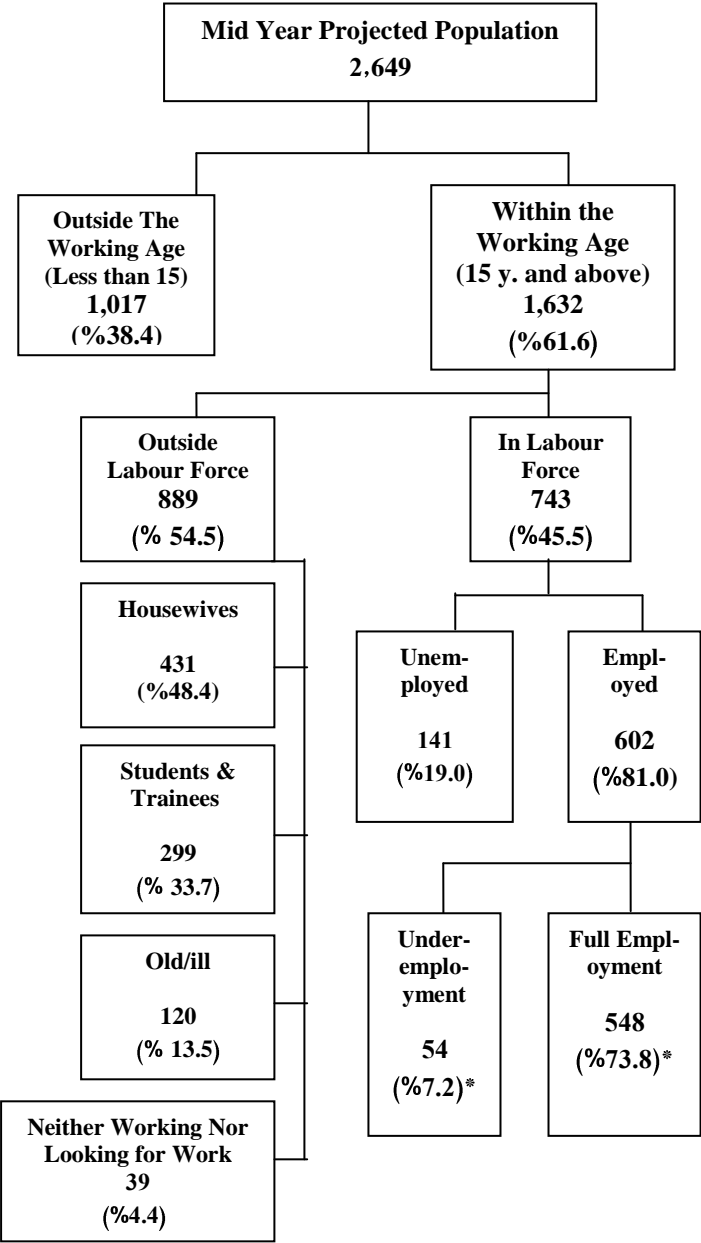 Mid Year Projected Population
2,649
Outside The
Working Age
(Less than 15)
1,017
(%38.4)
Within the
Working Age
(15 y. and above)
1,632
(%61.6)
Outside
Labour Force
889
(% 54.5)
In Labour
Force
743
(%45.5)
Housewives
431
(%48.4)
Students &
Trainees
299
(% 33.7)
Old/ill
120
(% 13.5)
Neither Working Nor
Looking for Work
39
(%4.4)
Unem-
ployed
141
(%19.0)
Empl-
oyed
602
(%81.0)
Under-
emplo-
yment
54
(%7.2)*
Full Empl-
oyment
548
(%73.8)*